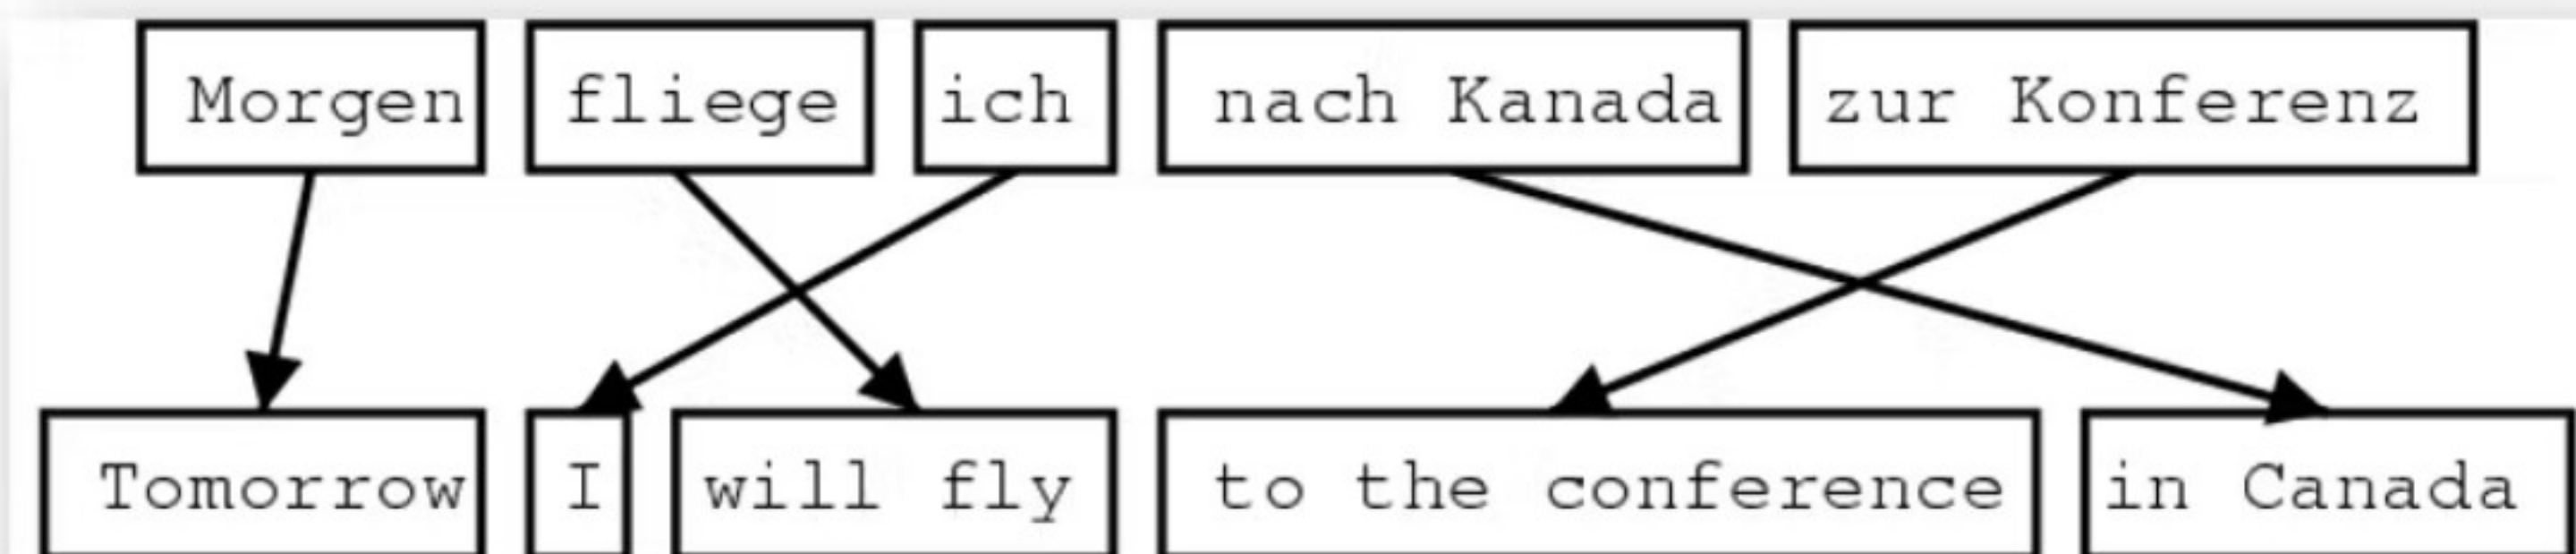 Morgen fliege ich nach Kanada zur Konferenz
Tomorrow I will fly to the conference in Canada